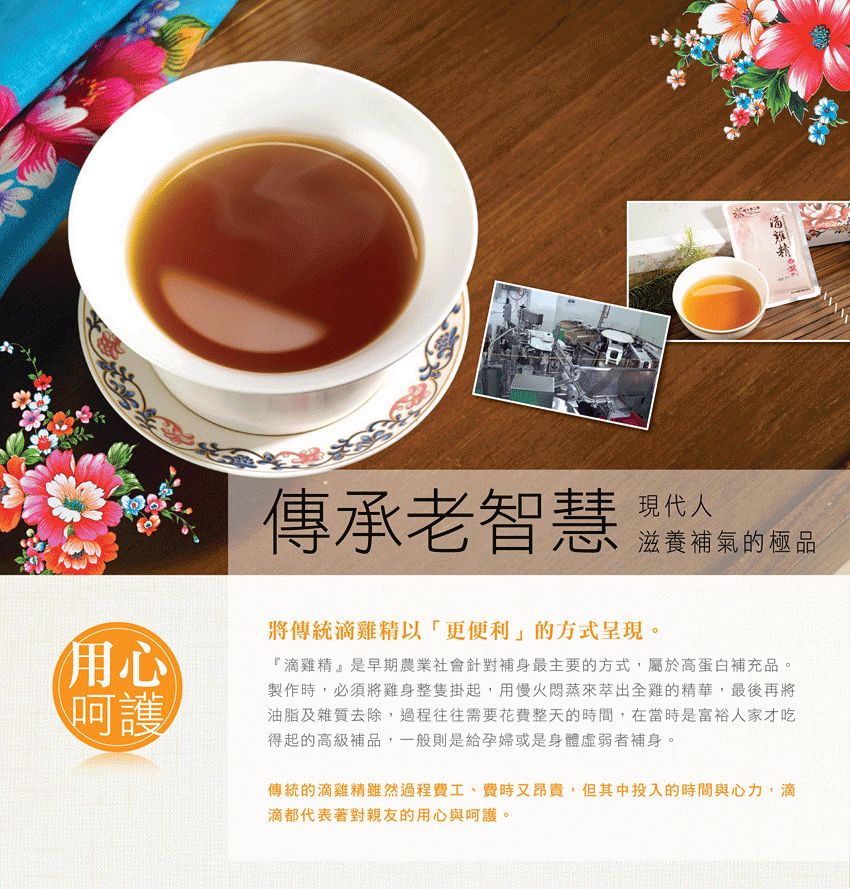 滴雞精
傳承老智慧
現代人
滋養補氣的極品
用心
呵護
將傳統滴雞精以「更便利」的方式呈現。
『滴雞精』是早期農業社會針對補身最主要的方式，屬於高蛋白補充品。
製作時，必須將雞身整隻掛起，用慢火悶蒸來萃出全雞的精華，最後再將
油脂及雜質去除，過程往往需要花費整天的時間，在當時是富裕人家才吃
得起的高級補品，一般則是給孕婦或是身體虛弱者補身。
傳統的滴雞精雖然過程費工、費時又昂貴，但其中投入的時間與心力，滴
滴都代表著對親友的用心與呵護。